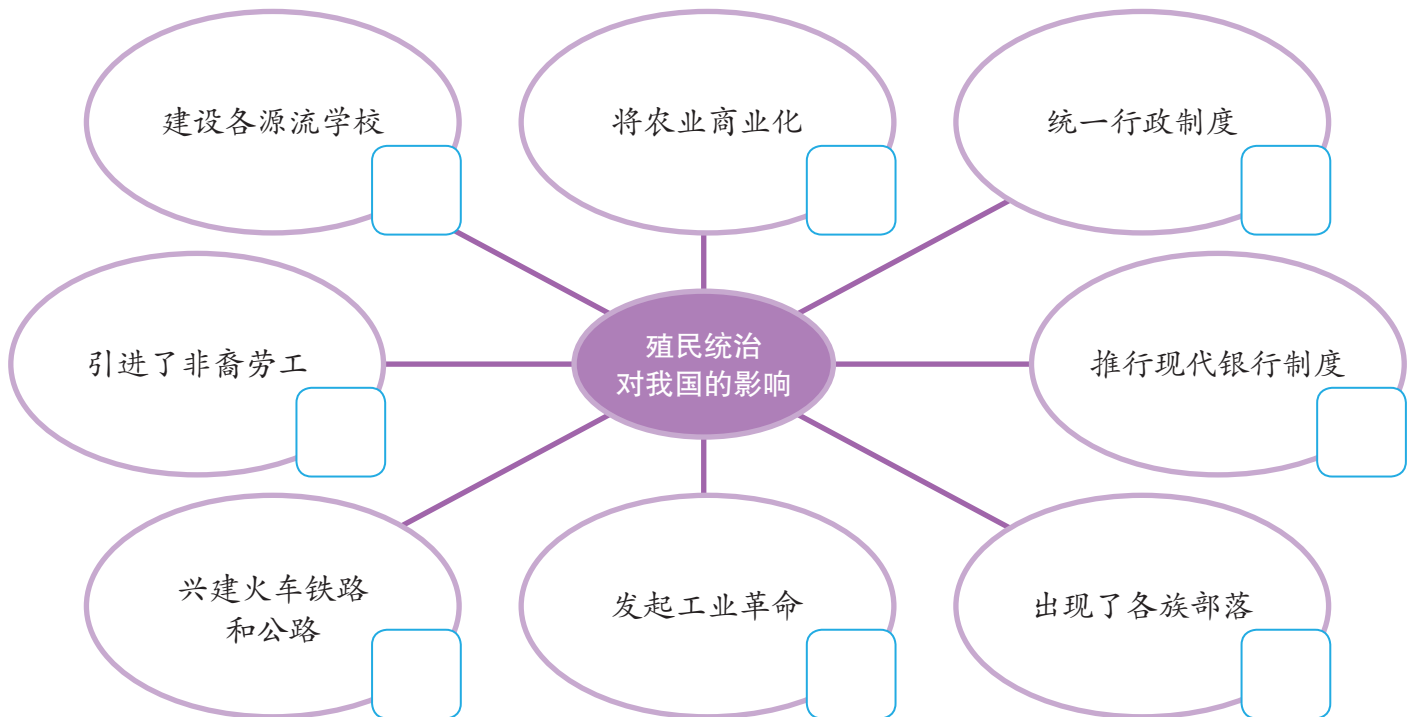 建设各源流学校
将农业商业化
统一行政制度
引进了非裔劳工
殖民统治
对我国的影响
推行现代银行制度
兴建火车铁路
和公路
发起工业革命
出现了各族部落